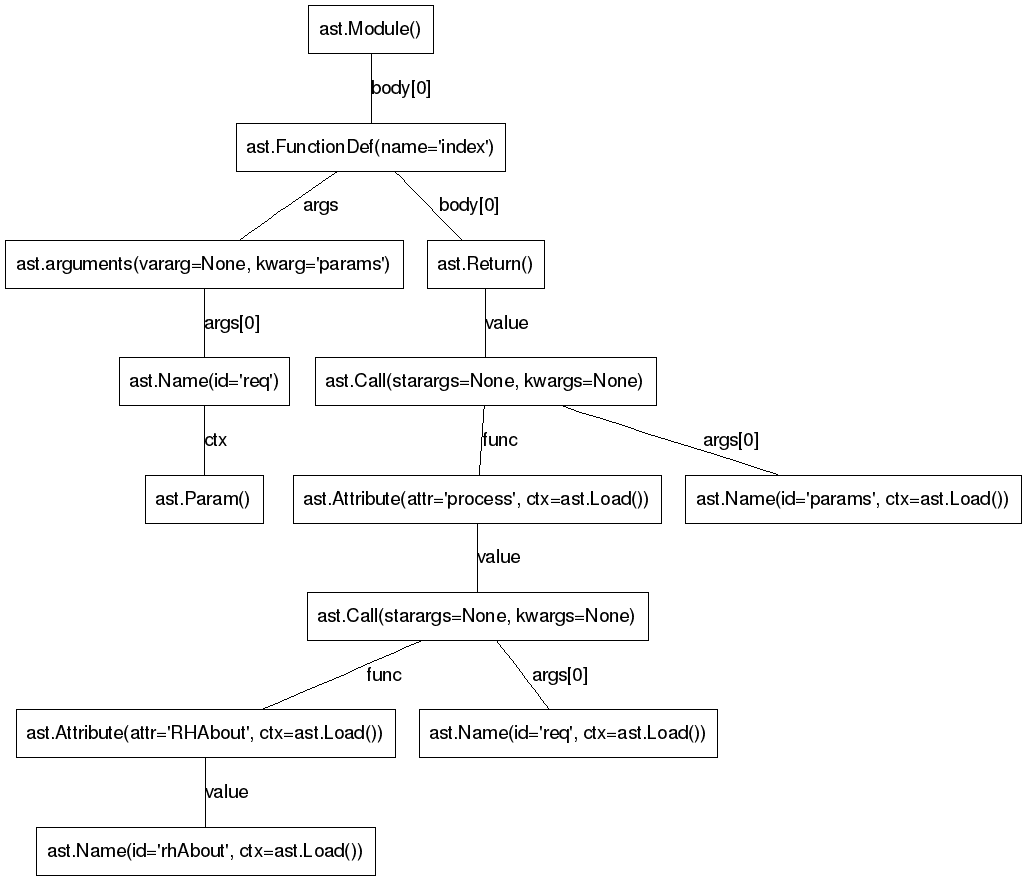 ast.Module()
body[0]
ast.FunctionDef(name='index')
args
body[0]
ast.arguments(vararg=None, kwarg='params')
ast.Return()
args[0]
value
ast.Name(id='req')
ast.Call(starargs=None, kwargs=None)
ctx
func
args[0]
ast.Param()
ast.Attribute(attr='process', ctx=ast.Load())
ast.Name(id='params', ctx=ast.Load())
value
ast.Call(starargs=None, kwargs=None)
func
args[0]
ast.Attribute(attr='RHAbout', ctx=ast.Load())
ast.Name(id='req', ctx=ast.Load())
value
ast.Name(id='rhAbout', ctx=ast.Load())